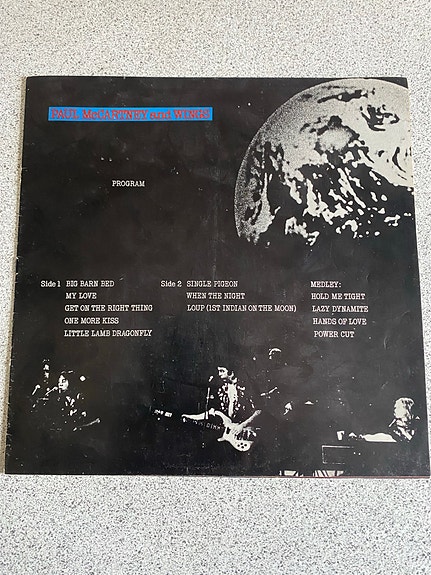 PAUL McCARTNEY and WINGS
PROGRAM
Side 1 BIG BARN BED
MY LOVE
GET ON THE RIGHT THING
ONE MORE KISS
LITTLE LAMB DRAGONFLY
Side 2 SINGLE PIGEON
WHEN THE NIGHT
LOUP (1ST INDIAN ON THE MOON)
MEDLEY:
HOLD ME TIGHT
LAZY DYNAMITE
HANDS OF LOVE
POWER CUT